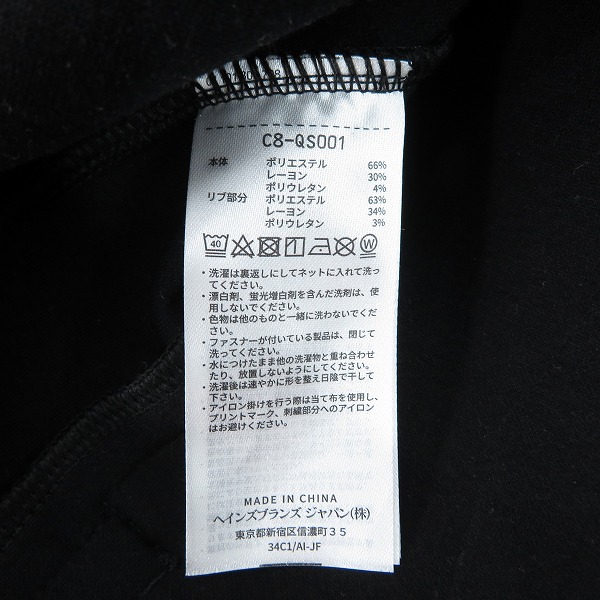 C8-QS001
本体 ポリエステル 66%
レーヨン 30%
ポリウレタン 4%
リブ部分 ポリエステル 63%
レーヨン 34%
ポリウレタン 3%
40 W
・洗濯は裏返しにしてネットに入れて洗っ
てください。
・漂白剤、蛍光増白剤を含んだ洗剤は、使
用しないでください。
・色物は他のものと一緒に洗わないでくだ
さい。
・ファスナーが付いている製品は、閉じて
洗ってください。
・水につけたまま他の洗濯物と重ね合わせ
たり、放置しないようにしてください。
・洗濯後は速やかに形を整え日陰で干して
下さい。
・アイロン掛けを行う際は当て布を使用し、
プリントマーク、刺繍部分へのアイロン
はお避けください。
MADE IN CHINA
ヘインズブランズ ジャパン(株)
東京都新宿区信濃町３５
34C1/AI-JF